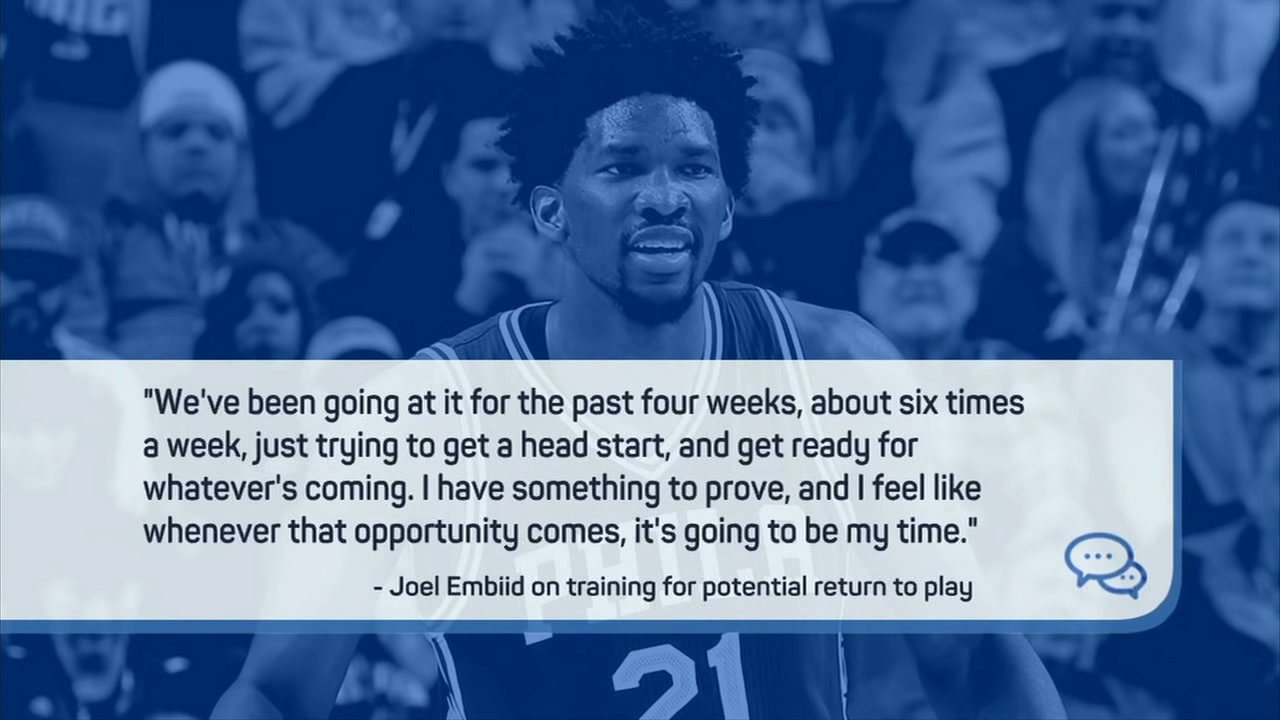 "We've been going at it for the past four weeks, about six times
a week, just trying to get a head start, and get ready for
whatever's coming. I have something to prove, and I feel like
whenever that opportunity comes, it's going to be my time."
- Joel Embiid on training for potential return to play
PHILA
21